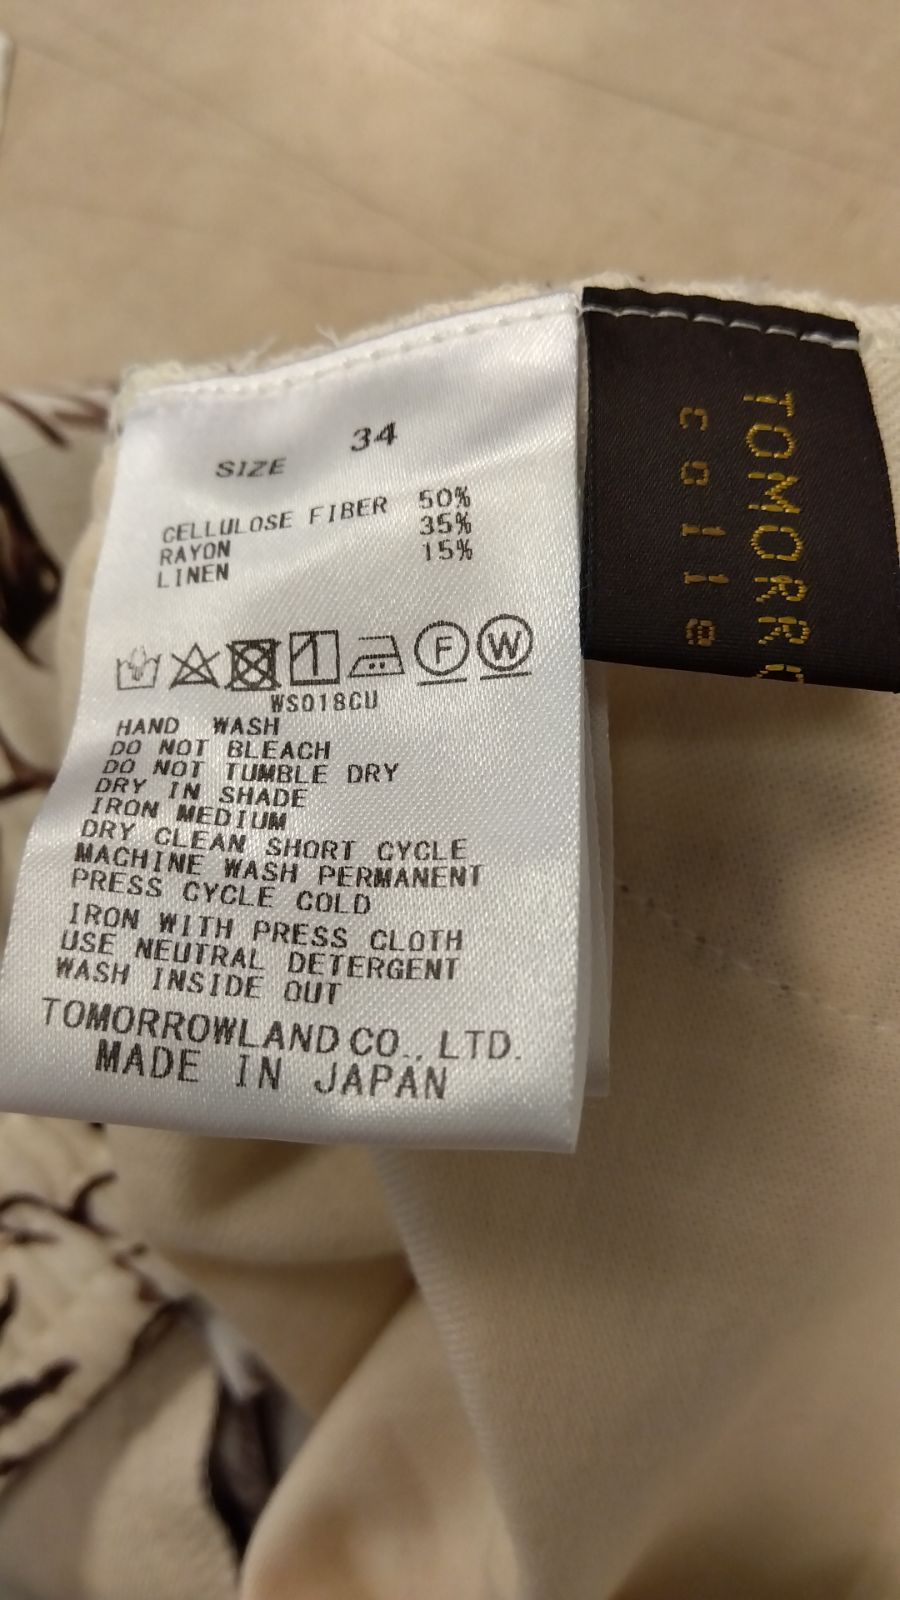 34
SIZE
CELLULOSE FIBER 50%
RAYON 35%
LINEN 15%
F W
WS018CU
HAND WASH
DO NOT BLEACH
DO NOT TUMBLE DRY
DRY IN SHADE
IRON MEDIUM
DRY CLEAN SHORT CYCLE
MACHINE WASH PERMANENT
PRESS CYCLE COLD
IRON WITH PRESS CLOTH
USE NEUTRAL DETERGENT
WASH INSIDE OUT
TOMORROWLAND CO., LTD.
MADE IN JAPAN
TOMORRO
colle